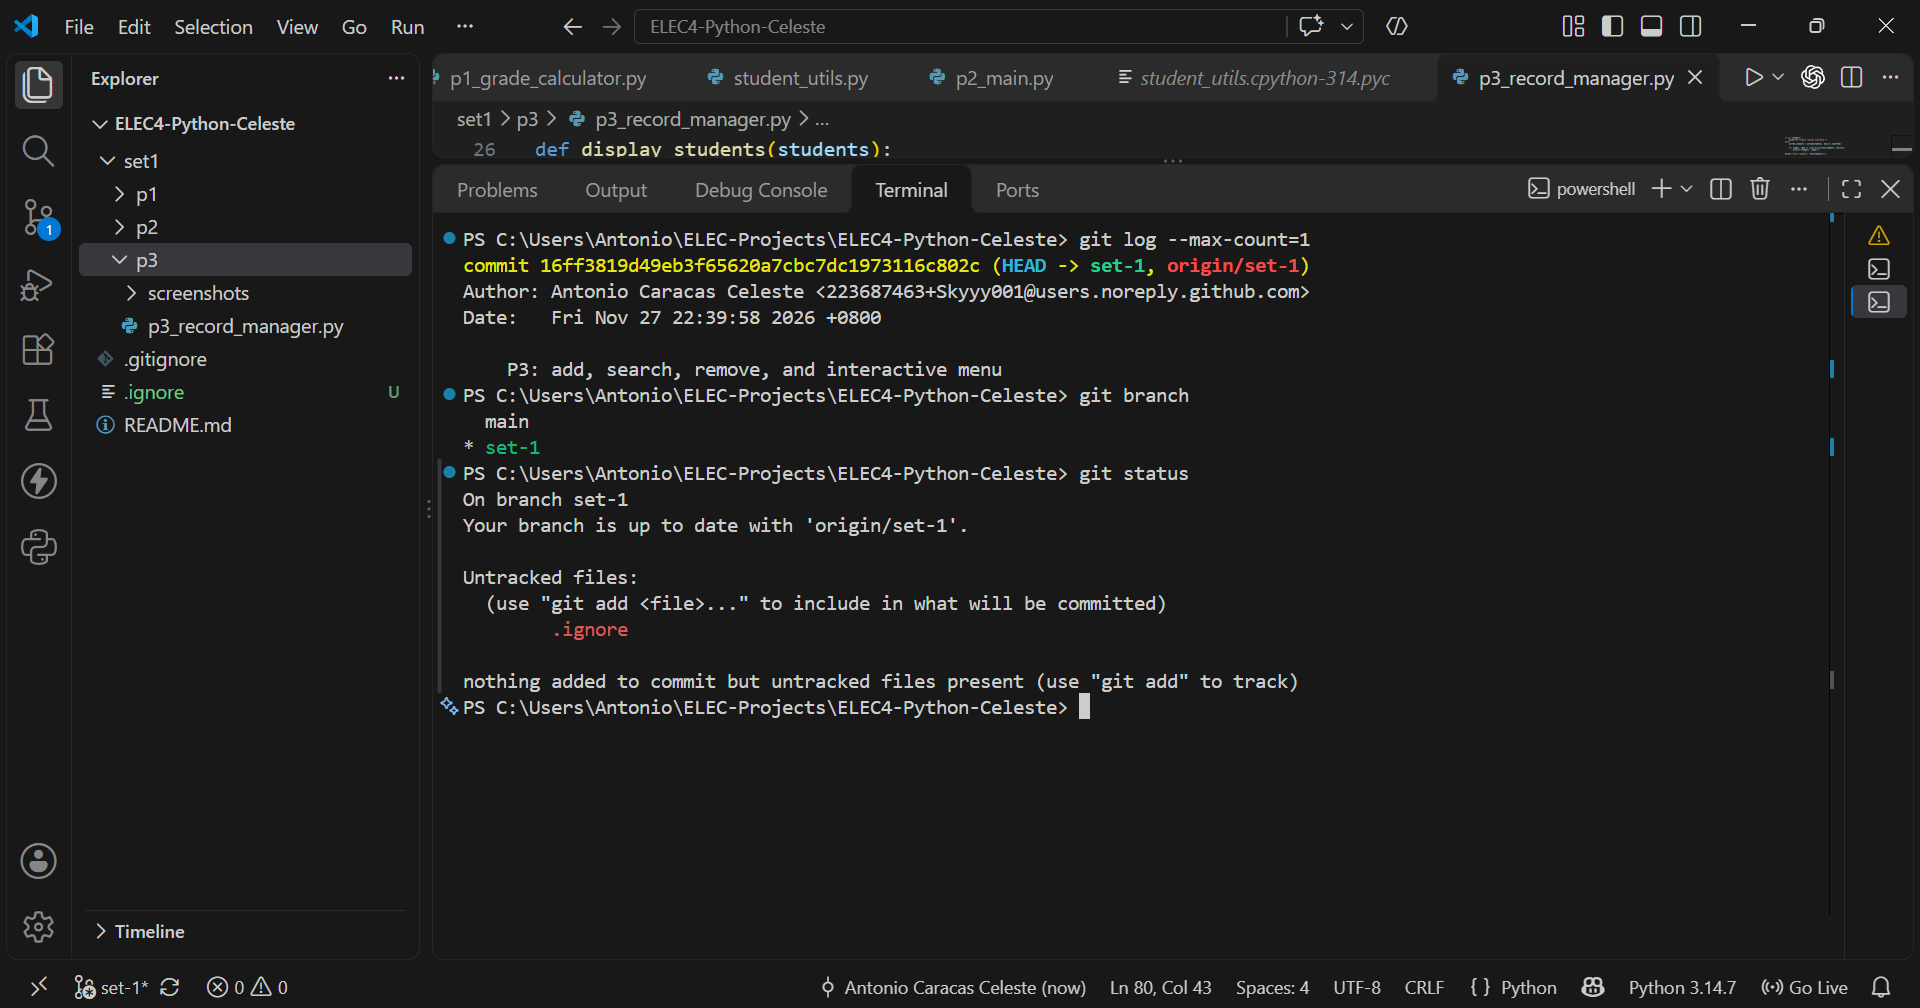 File Edit Selection View Go Run ··· ELEC4-Python-Celeste
Explorer ···
ELEC4-Python-Celeste
set1
p1
p2
p3
screenshots
p3_record_manager.py
.gitignore
.ignore U
README.md
Timeline
1
p1_grade_calculator.py student_utils.py p2_main.py student_utils.cpython-314.pyc p3_record_manager.py
set1 > p3 > p3_record_manager.py > ...
26 def display_students(students):
Problems Output Debug Console Terminal Ports powershell
PS C:\Users\Antonio\ELEC-Projects\ELEC4-Python-Celeste> git log --max-count=1
commit 16ff3819d49eb3f65620a7cbc7dc1973116c802c (HEAD -> set-1, origin/set-1)
Author: Antonio Caracas Celeste <223687463+Skyyy001@users.noreply.github.com>
Date:   Fri Nov 27 22:39:58 2026 +0800
P3: add, search, remove, and interactive menu
PS C:\Users\Antonio\ELEC-Projects\ELEC4-Python-Celeste> git branch
main
* set-1
PS C:\Users\Antonio\ELEC-Projects\ELEC4-Python-Celeste> git status
On branch set-1
Your branch is up to date with 'origin/set-1'.
Untracked files:
(use "git add <file>..." to include in what will be committed)
.ignore
nothing added to commit but untracked files present (use "git add" to track)
PS C:\Users\Antonio\ELEC-Projects\ELEC4-Python-Celeste>
set-1* 0 0 Antonio Caracas Celeste (now) Ln 80, Col 43 Spaces: 4 UTF-8 CRLF { } Python Python 3.14.7 Go Live